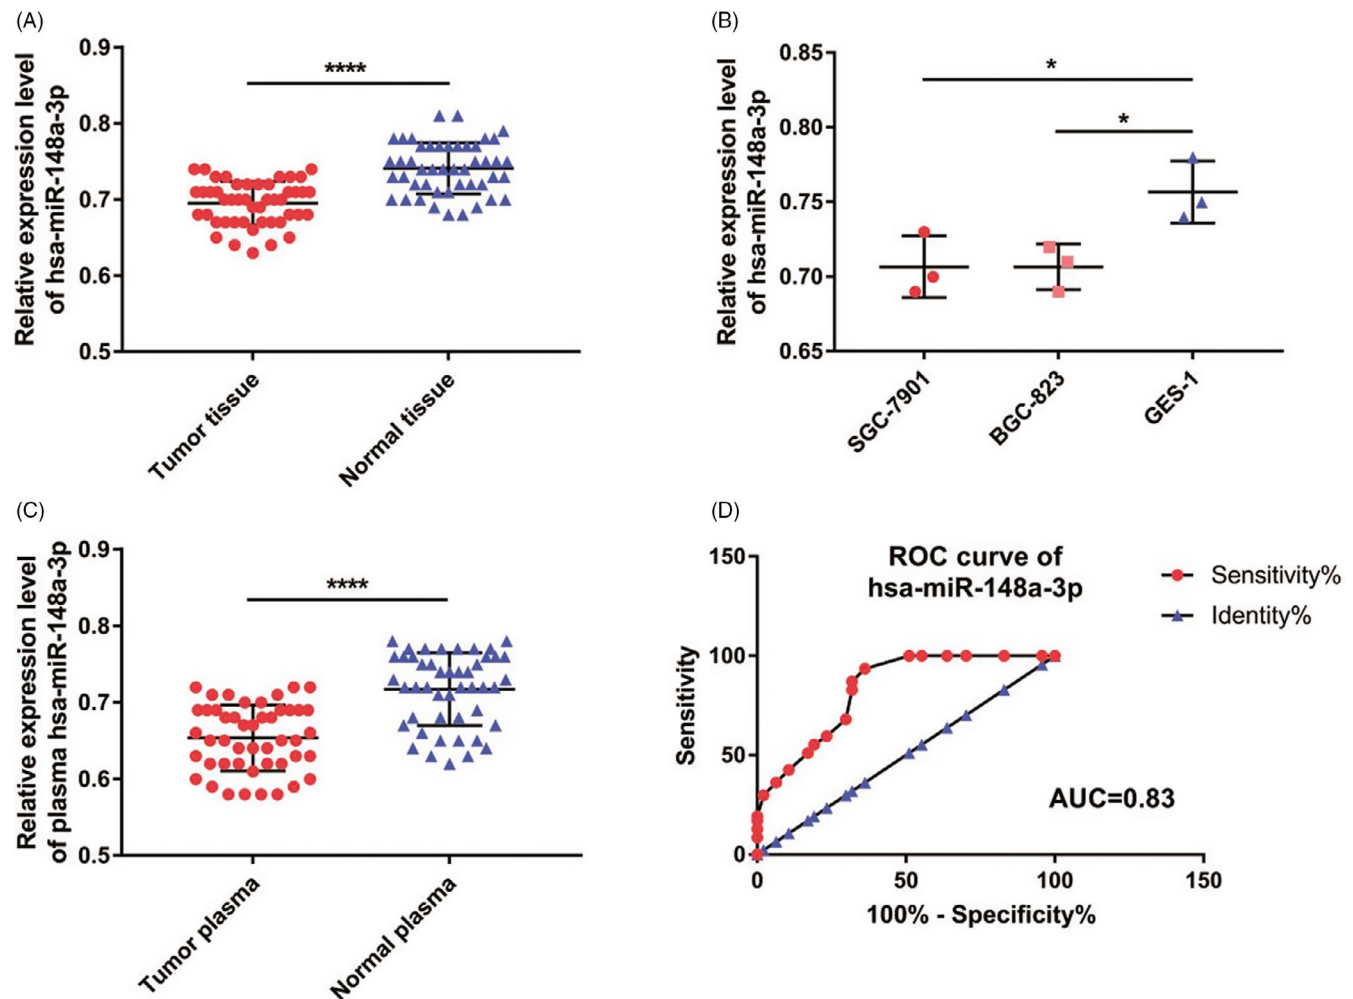 (A)
Relative expression level
of hsa-miR-148a-3p
0.9
0.8
0.7
0.6
0.5
****
Tumor tissue
Normal tissue
(B)
Relative expression level
of hsa-miR-148a-3p
0.85
0.80
0.75
0.70
0.65
*
*
SGC-7901
BGC-823
GES-1
(C)
Relative expression level
of plasma hsa-miR-148a-3p
0.9
0.8
0.7
0.6
0.5
****
Tumor plasma
Normal plasma
(D)
ROC curve of
hsa-miR-148a-3p
Sensitivity
150
100
50
0
0
50
100
150
100% - Specificity%
AUC=0.83
Sensitivity%
Identity%